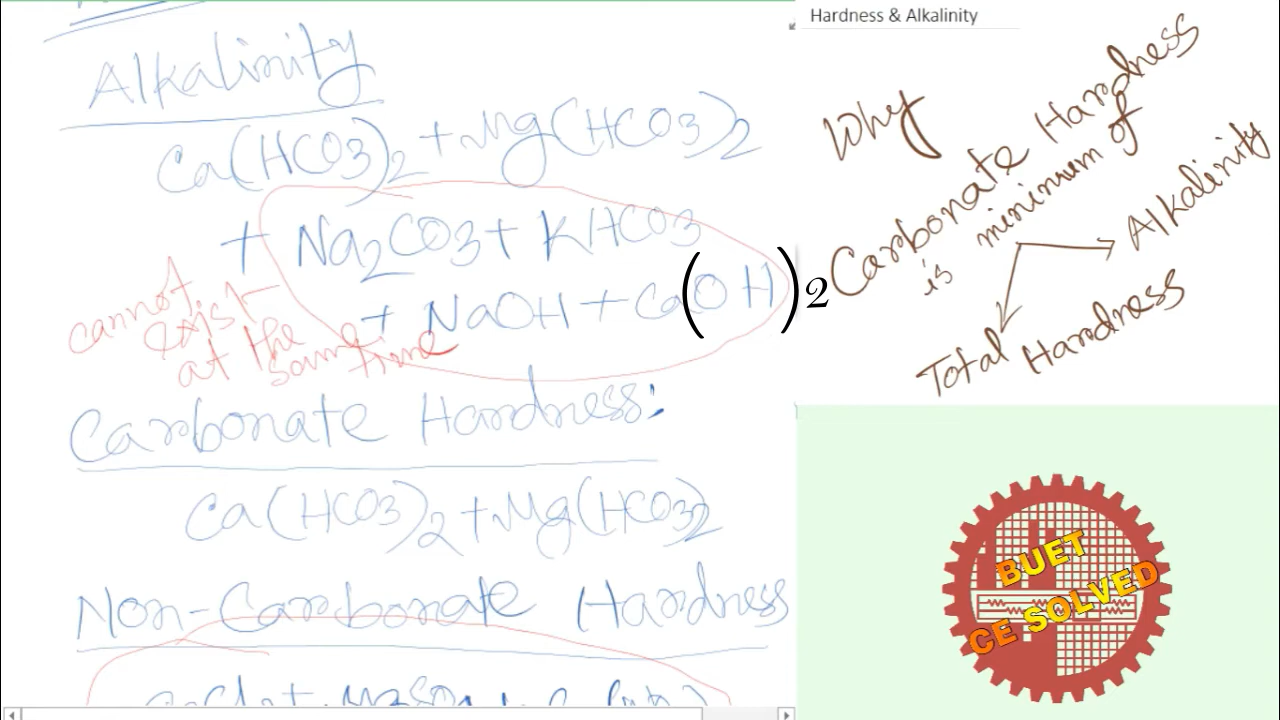 Alkalinity
Ca(HCO3)2 + Mg(HCO3)2
+ Na2CO3 + KHCO3
+ NaOH + Ca(OH)2
cannot
exist
at the
same time
Carbonate Hardness:
Ca(HCO3)2 + Mg(HCO3)2
Non-Carbonate Hardness
Hardness & Alkalinity
Why
Carbonate Hardness
is minimum of
Alkalinity
Total Hardness
BUET
CE SOLVED